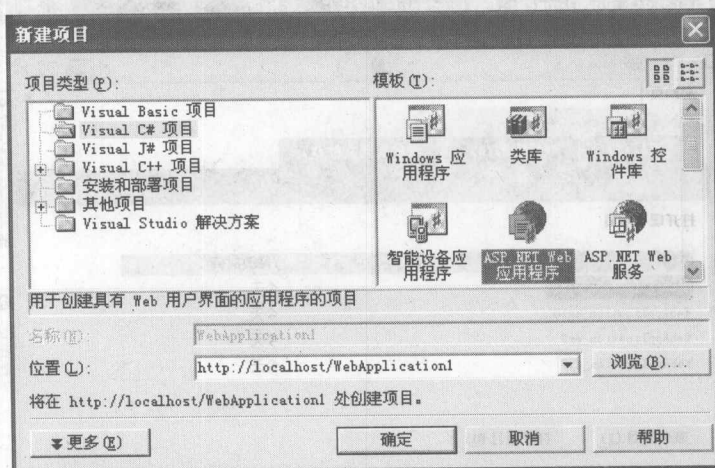 新建项目
项目类型(P):
模板(T):
Visual Basic 项目
Visual C# 项目
Visual J# 项目
Visual C++ 项目
安装和部署项目
其他项目
Visual Studio 解决方案
Windows 应
用程序
类库
Windows 控
件库
智能设备应
用程序
ASP.NET Web
应用程序
ASP.NET Web
服务
用于创建具有 Web 用户界面的应用程序的项目
名称(N):
WebApplication1
位置(L):
http://localhost/WebApplication1
浏览(B)...
将在 http://localhost/WebApplication1 处创建项目。
更多(E)
确定
取消
帮助